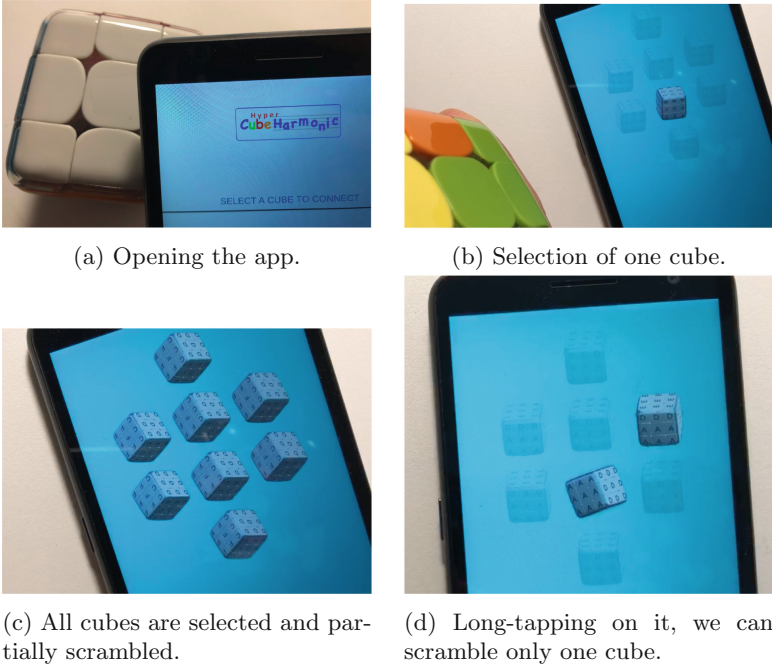 Hyper
CubeHarmonic
SELECT A CUBE TO CONNECT
(a) Opening the app.
(b) Selection of one cube.
(c) All cubes are selected and par-
tially scrambled.
(d) Long-tapping on it, we can
scramble only one cube.